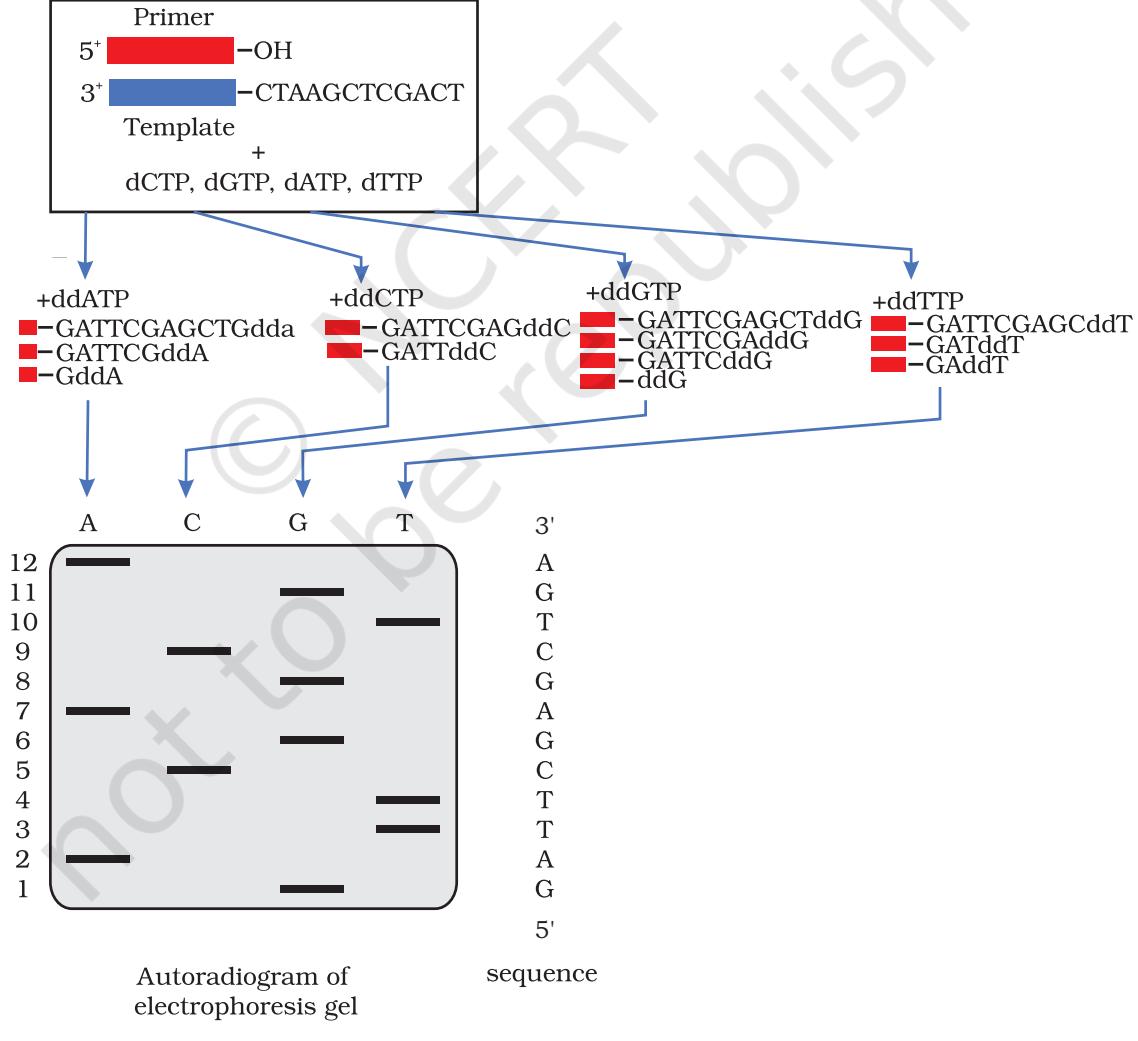 Primer
5⁺ –OH
3⁺ –CTAAGCTCGACT
Template
+
dCTP, dGTP, dATP, dTTP
+ddATP
–GATTCGAGCTGdda
–GATTCGddA
–GddA
+ddCTP
–GATTCGAGddC
–GATTddC
+ddGTP
–GATTCGAGCTddG
–GATTCGAddG
–GATTCddG
–ddG
+ddTTP
–GATTCGAGCddT
–GATddT
–GAddT
A C G T
12
11
10
9
8
7
6
5
4
3
2
1
3'
A
G
T
C
G
A
G
C
T
T
A
G
5'
Autoradiogram of
electrophoresis gel
sequence
© NCERT
not to be republish